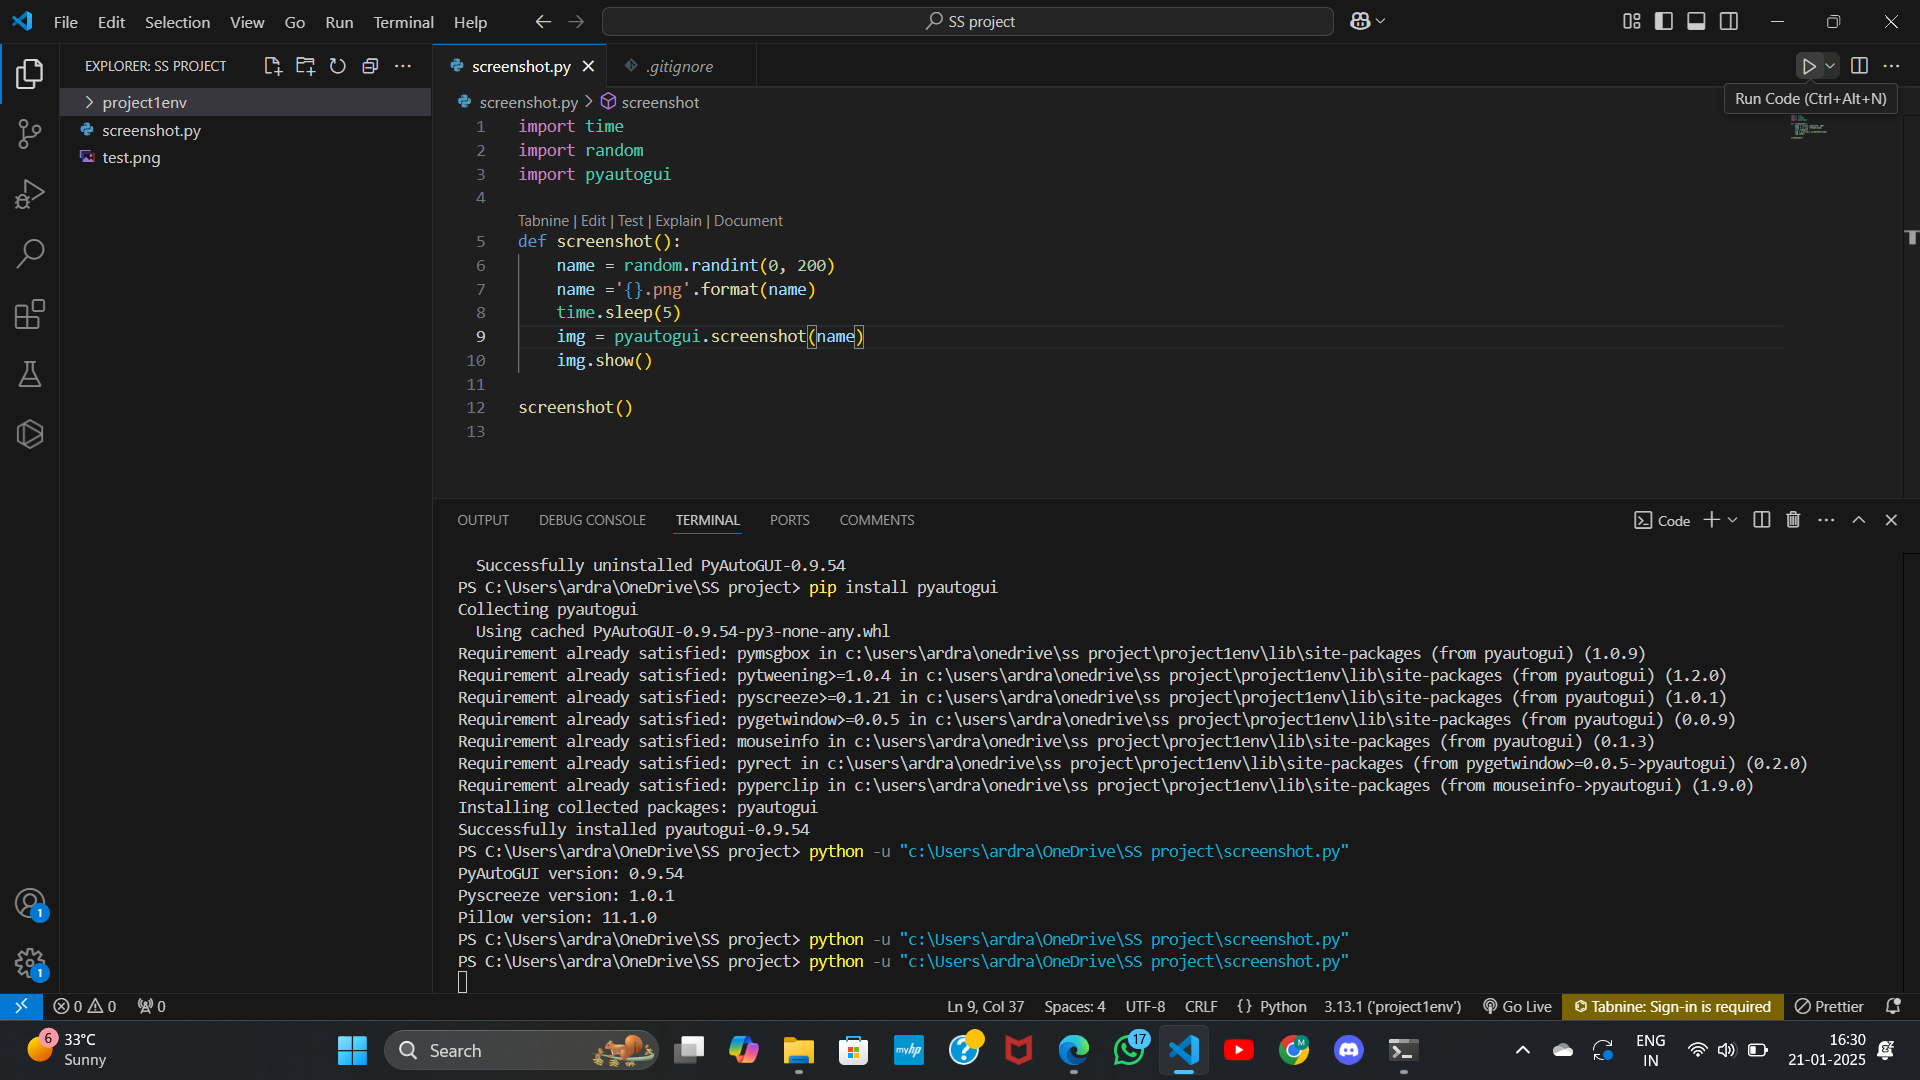 File Edit Selection View Go Run Terminal Help
SS project
EXPLORER: SS PROJECT
project1env
screenshot.py
test.png
screenshot.py
.gitignore
Run Code (Ctrl+Alt+N)
screenshot.py > screenshot
1 import time
2 import random
3 import pyautogui
4
Tabnine | Edit | Test | Explain | Document
5 def screenshot():
6 name = random.randint(0, 200)
7 name ='{}.png'.format(name)
8 time.sleep(5)
9 img = pyautogui.screenshot(name)
10 img.show()
11
12 screenshot()
13
OUTPUT DEBUG CONSOLE TERMINAL PORTS COMMENTS
Code
Successfully uninstalled PyAutoGUI-0.9.54
PS C:\Users\ardra\OneDrive\SS project> pip install pyautogui
Collecting pyautogui
Using cached PyAutoGUI-0.9.54-py3-none-any.whl
Requirement already satisfied: pymsgbox in c:\users\ardra\onedrive\ss project\project1env\lib\site-packages (from pyautogui) (1.0.9)
Requirement already satisfied: pytweening>=1.0.4 in c:\users\ardra\onedrive\ss project\project1env\lib\site-packages (from pyautogui) (1.2.0)
Requirement already satisfied: pyscreeze>=0.1.21 in c:\users\ardra\onedrive\ss project\project1env\lib\site-packages (from pyautogui) (1.0.1)
Requirement already satisfied: pygetwindow>=0.0.5 in c:\users\ardra\onedrive\ss project\project1env\lib\site-packages (from pyautogui) (0.0.9)
Requirement already satisfied: mouseinfo in c:\users\ardra\onedrive\ss project\project1env\lib\site-packages (from pyautogui) (0.1.3)
Requirement already satisfied: pyrect in c:\users\ardra\onedrive\ss project\project1env\lib\site-packages (from pygetwindow>=0.0.5->pyautogui) (0.2.0)
Requirement already satisfied: pyperclip in c:\users\ardra\onedrive\ss project\project1env\lib\site-packages (from mouseinfo->pyautogui) (1.9.0)
Installing collected packages: pyautogui
Successfully installed pyautogui-0.9.54
PS C:\Users\ardra\OneDrive\SS project> python -u "c:\Users\ardra\OneDrive\SS project\screenshot.py"
PyAutoGUI version: 0.9.54
Pyscreeze version: 1.0.1
Pillow version: 11.1.0
PS C:\Users\ardra\OneDrive\SS project> python -u "c:\Users\ardra\OneDrive\SS project\screenshot.py"
PS C:\Users\ardra\OneDrive\SS project> python -u "c:\Users\ardra\OneDrive\SS project\screenshot.py"
1
1
0 0 0 Ln 9, Col 37 Spaces: 4 UTF-8 CRLF {} Python 3.13.1 ('project1env') Go Live Tabnine: Sign-in is required Prettier
6
33°C
Sunny
Search
myhp
17
M
ENG
IN
16:30
21-01-2025